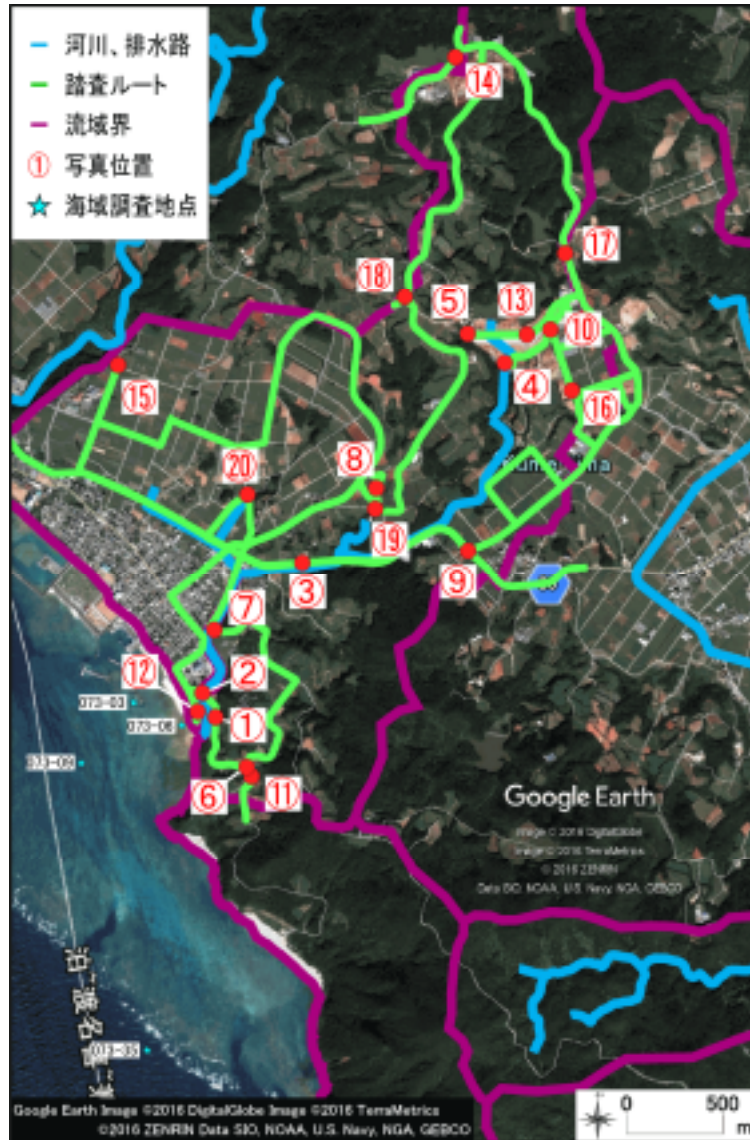 河川、排水路
踏査ルート
流域界
① 写真位置
海域調査地点
⑭
⑰
⑱
⑤
⑬
⑩
④
⑮
⑯
⑧
⑳
⑲
③
⑨
⑦
⑫
②
073-03
①
073-06
073-09
⑥
⑪
Google Earth
Image © 2016 DigitalGlobe
Image © 2016 TerraMetrics
© 2016 ZENRIN
Data SIO, NOAA, U.S. Navy, NGA, GEBCO
073-05
0 500
m
Google Earth Image ©2016 DigitalGlobe Image ©2016 TerraMetrics
©2016 ZENRIN Data SIO, NOAA, U.S. Navy, NGA, GEBCO